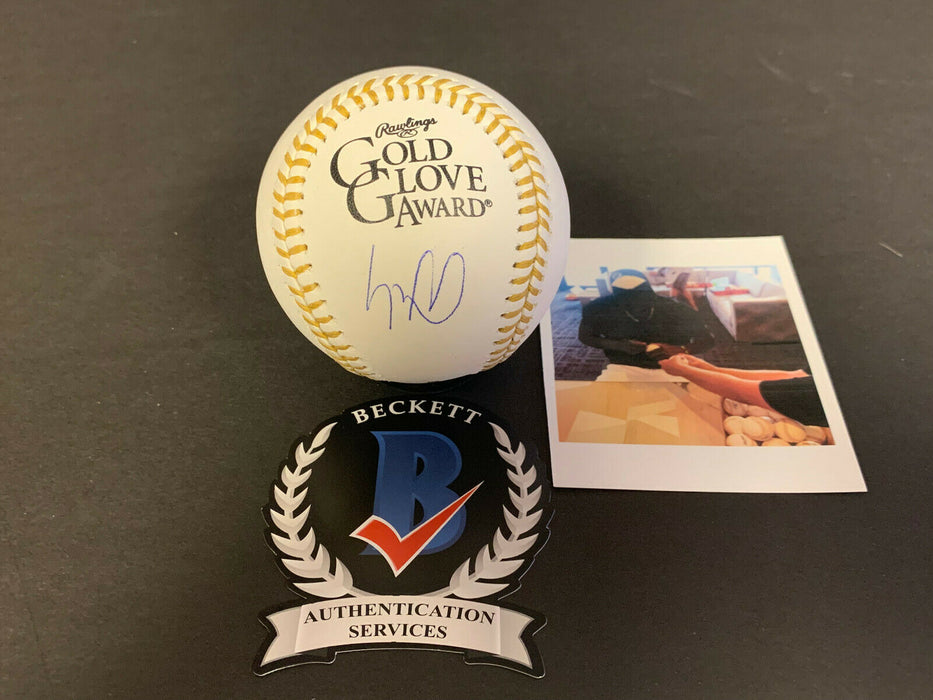 Rawlings
GOLD
GLOVE
AWARD®
BECKETT
B
AUTHENTICATION
SERVICES